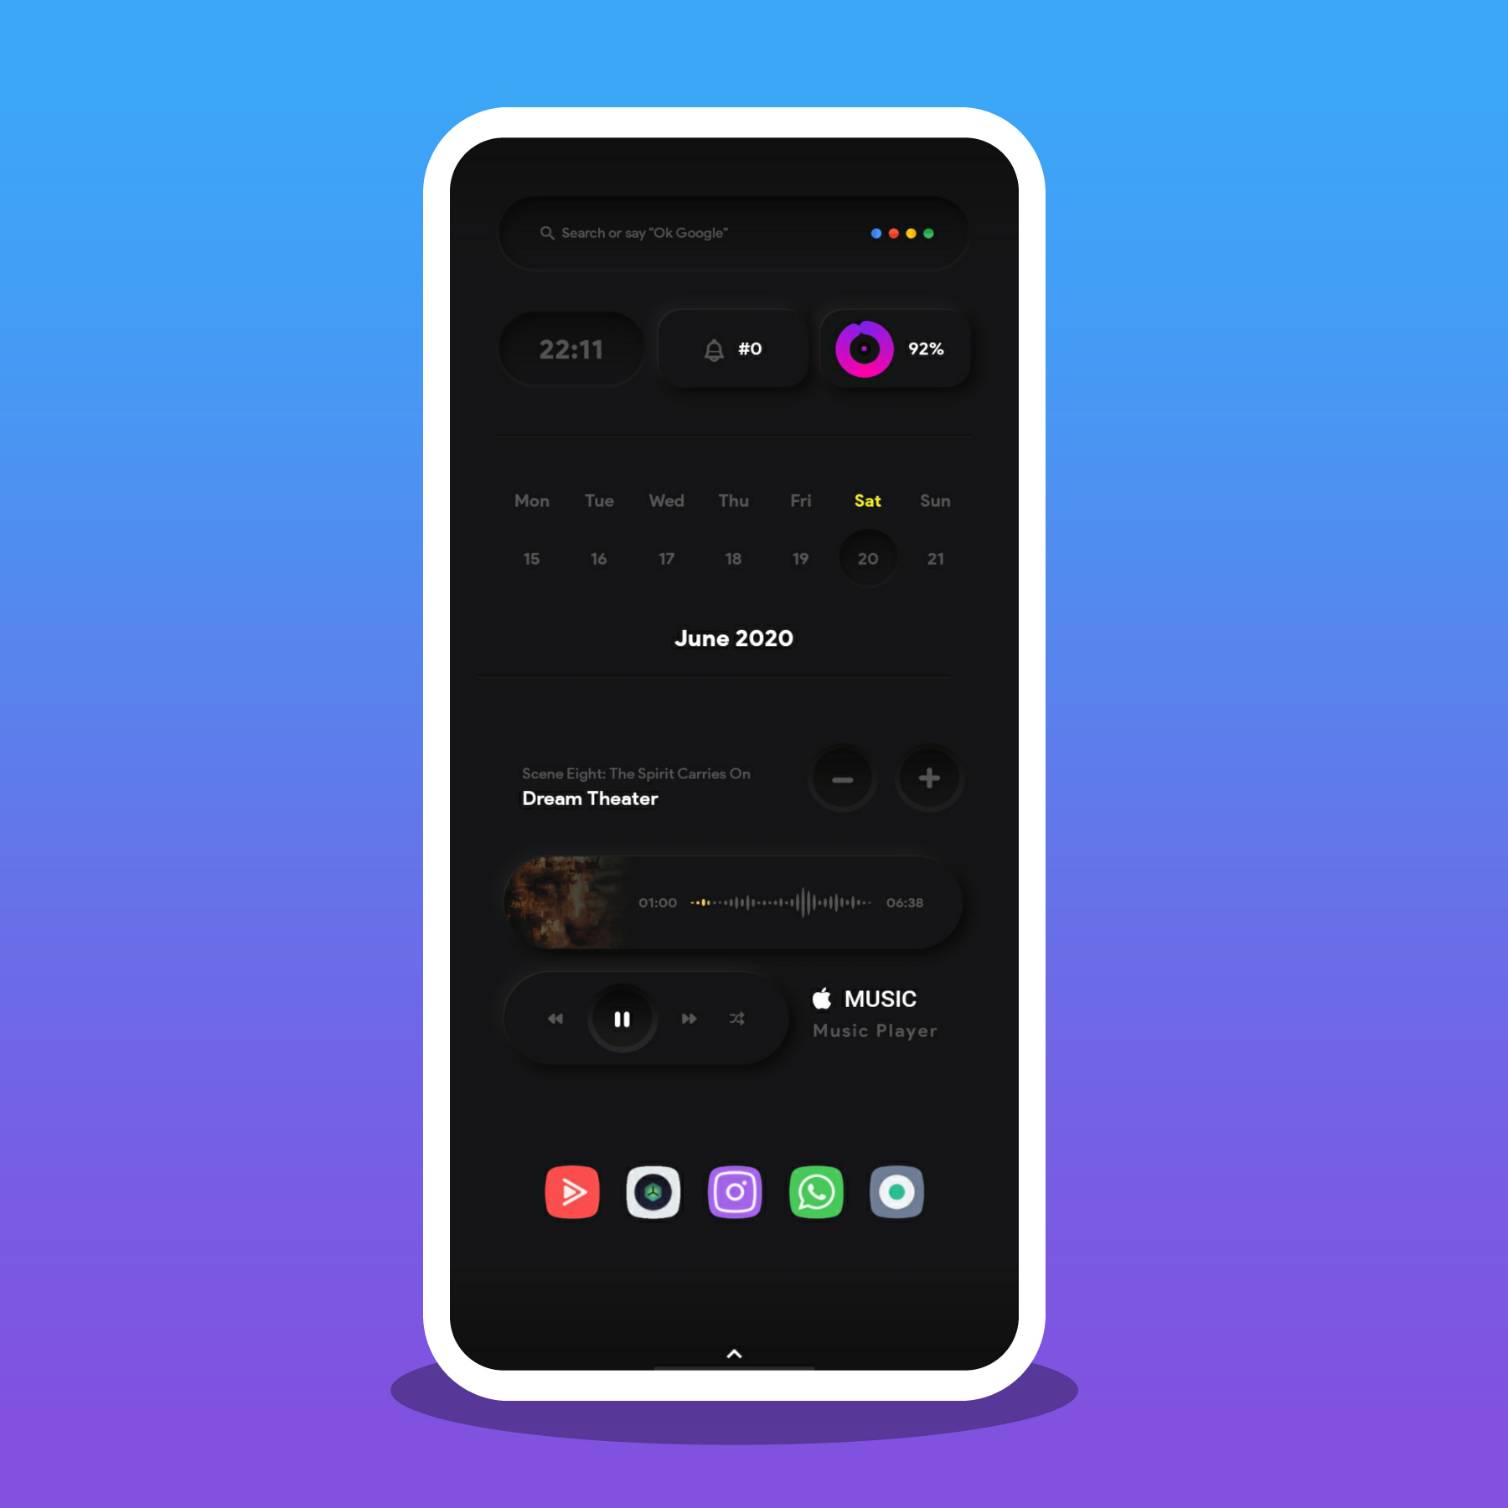 Search or say "Ok Google"
22:11
#0
92%
Mon Tue Wed Thu Fri Sat Sun
15 16 17 18 19 20 21
June 2020
Scene Eight: The Spirit Carries On
Dream Theater
01:00 06:38
MUSIC
Music Player